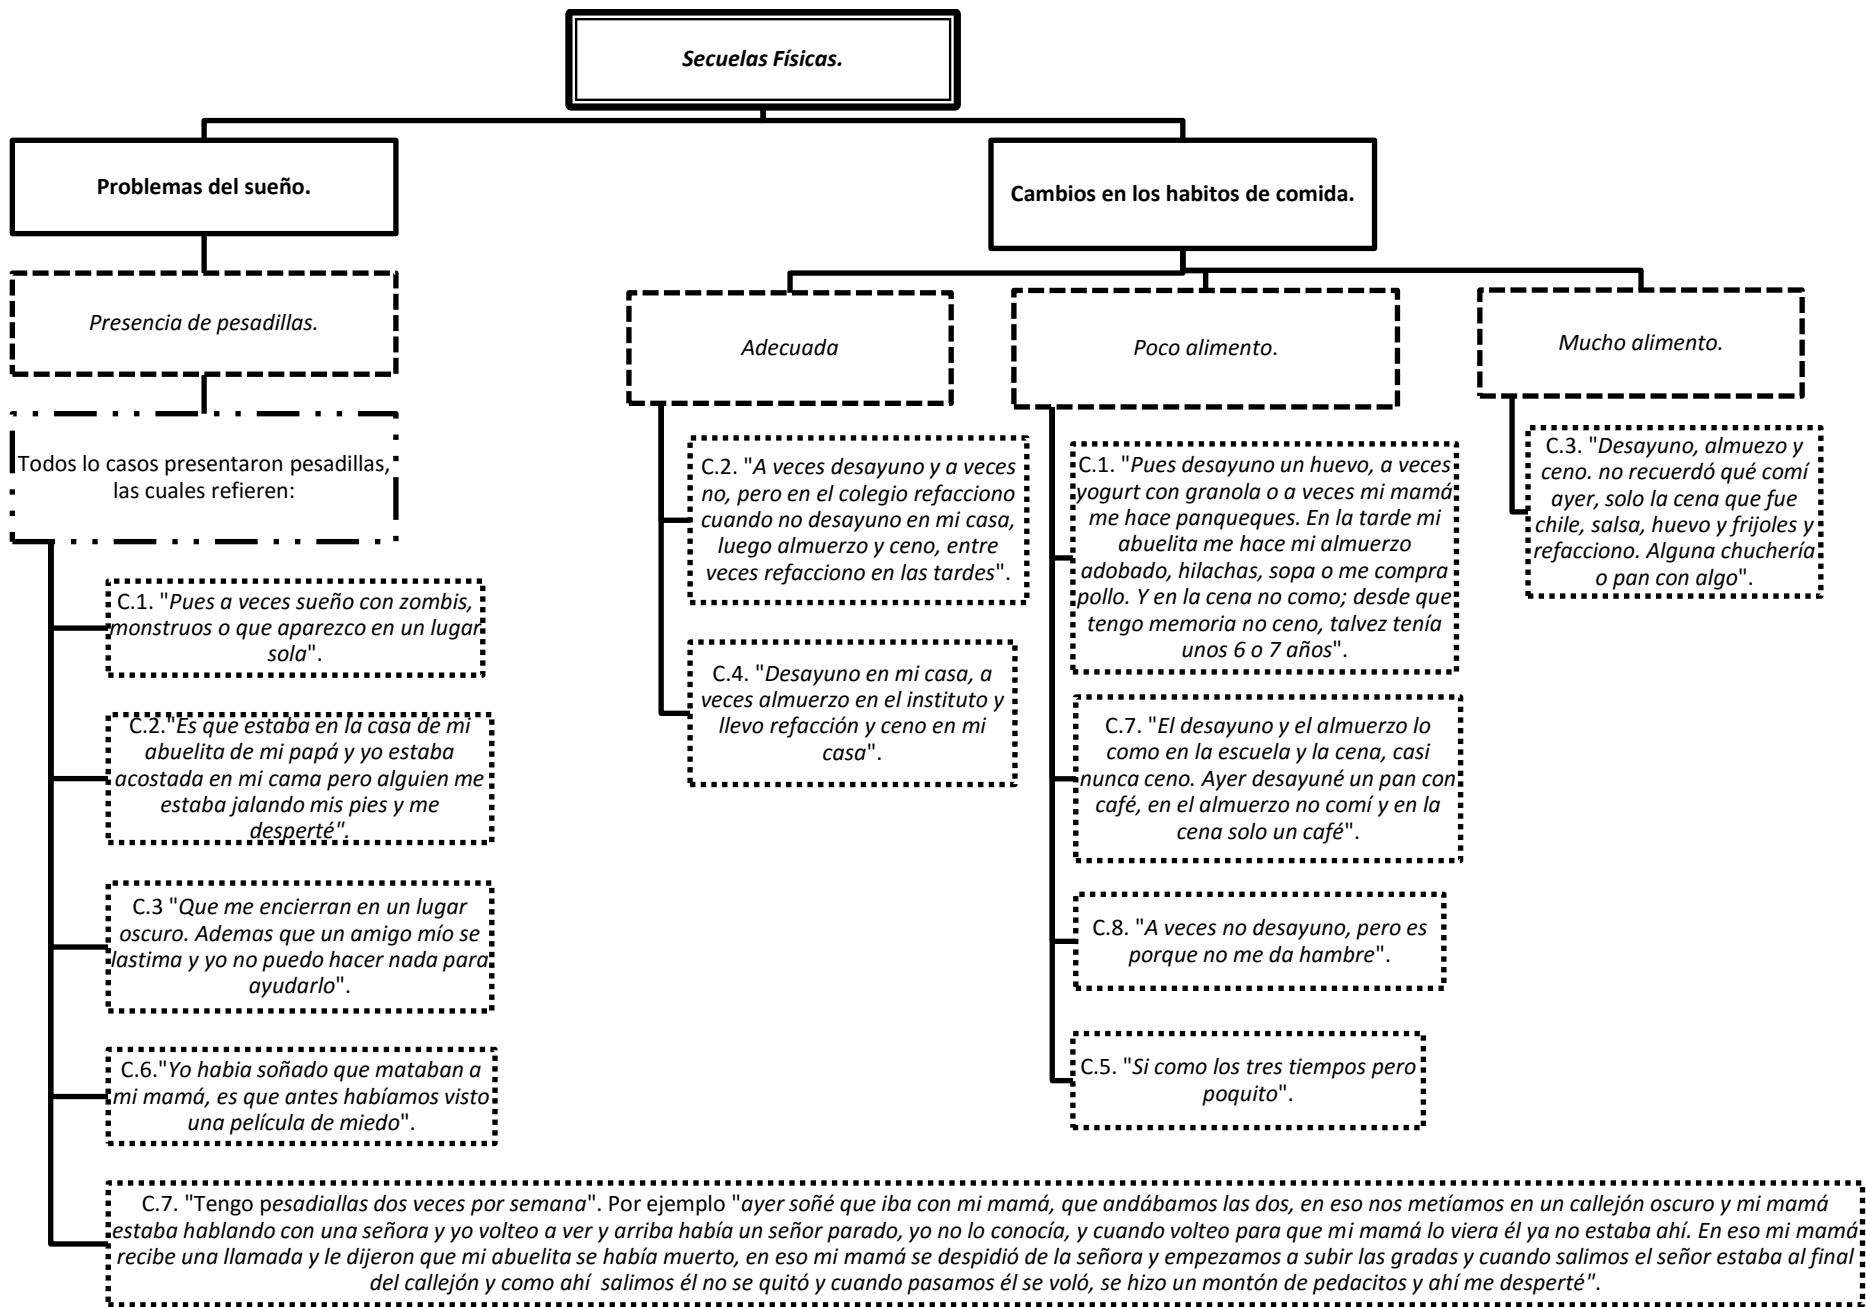 Secuelas Físicas.
Problemas del sueño.
Presencia de pesadillas.
Todos lo casos presentaron pesadillas,
las cuales refieren:
C.1. "Pues a veces sueño con zombis,
monstruos o que aparezco en un lugar
sola".
C.2."Es que estaba en la casa de mi
abuelita de mi papá y yo estaba
acostada en mi cama pero alguien me
estaba jalando mis pies y me
desperté".
C.3 "Que me encierran en un lugar
oscuro. Ademas que un amigo mío se
lastima y yo no puedo hacer nada para
ayudarlo".
C.6."Yo habia soñado que mataban a
mi mamá, es que antes habíamos visto
una película de miedo".
C.7. "Tengo pesadiallas dos veces por semana". Por ejemplo "ayer soñé que iba con mi mamá, que andábamos las dos, en eso nos metíamos en un callejón oscuro y mi mamá
estaba hablando con una señora y yo volteo a ver y arriba había un señor parado, yo no lo conocía, y cuando volteo para que mi mamá lo viera él ya no estaba ahí. En eso mi mamá
recibe una llamada y le dijeron que mi abuelita se había muerto, en eso mi mamá se despidió de la señora y empezamos a subir las gradas y cuando salimos el señor estaba al final
del callejón y como ahí salimos él no se quitó y cuando pasamos él se voló, se hizo un montón de pedacitos y ahí me desperté".
Cambios en los habitos de comida.
Adecuada
C.2. "A veces desayuno y a veces
no, pero en el colegio refacciono
cuando no desayuno en mi casa,
luego almuerzo y ceno, entre
veces refacciono en las tardes".
C.4. "Desayuno en mi casa, a
veces almuerzo en el instituto y
llevo refacción y ceno en mi
casa".
Poco alimento.
C.1. "Pues desayuno un huevo, a veces
yogurt con granola o a veces mi mamá
me hace panqueques. En la tarde mi
abuelita me hace mi almuerzo
adobado, hilachas, sopa o me compra
pollo. Y en la cena no como; desde que
tengo memoria no ceno, talvez tenía
unos 6 o 7 años".
C.7. "El desayuno y el almuerzo lo
como en la escuela y la cena, casi
nunca ceno. Ayer desayuné un pan con
café, en el almuerzo no comí y en la
cena solo un café".
C.8. "A veces no desayuno, pero es
porque no me da hambre".
C.5. "Si como los tres tiempos pero
poquito".
Mucho alimento.
C.3. "Desayuno, almuezo y
ceno. no recuerdó qué comí
ayer, solo la cena que fue
chile, salsa, huevo y frijoles y
refacciono. Alguna chuchería
o pan con algo".